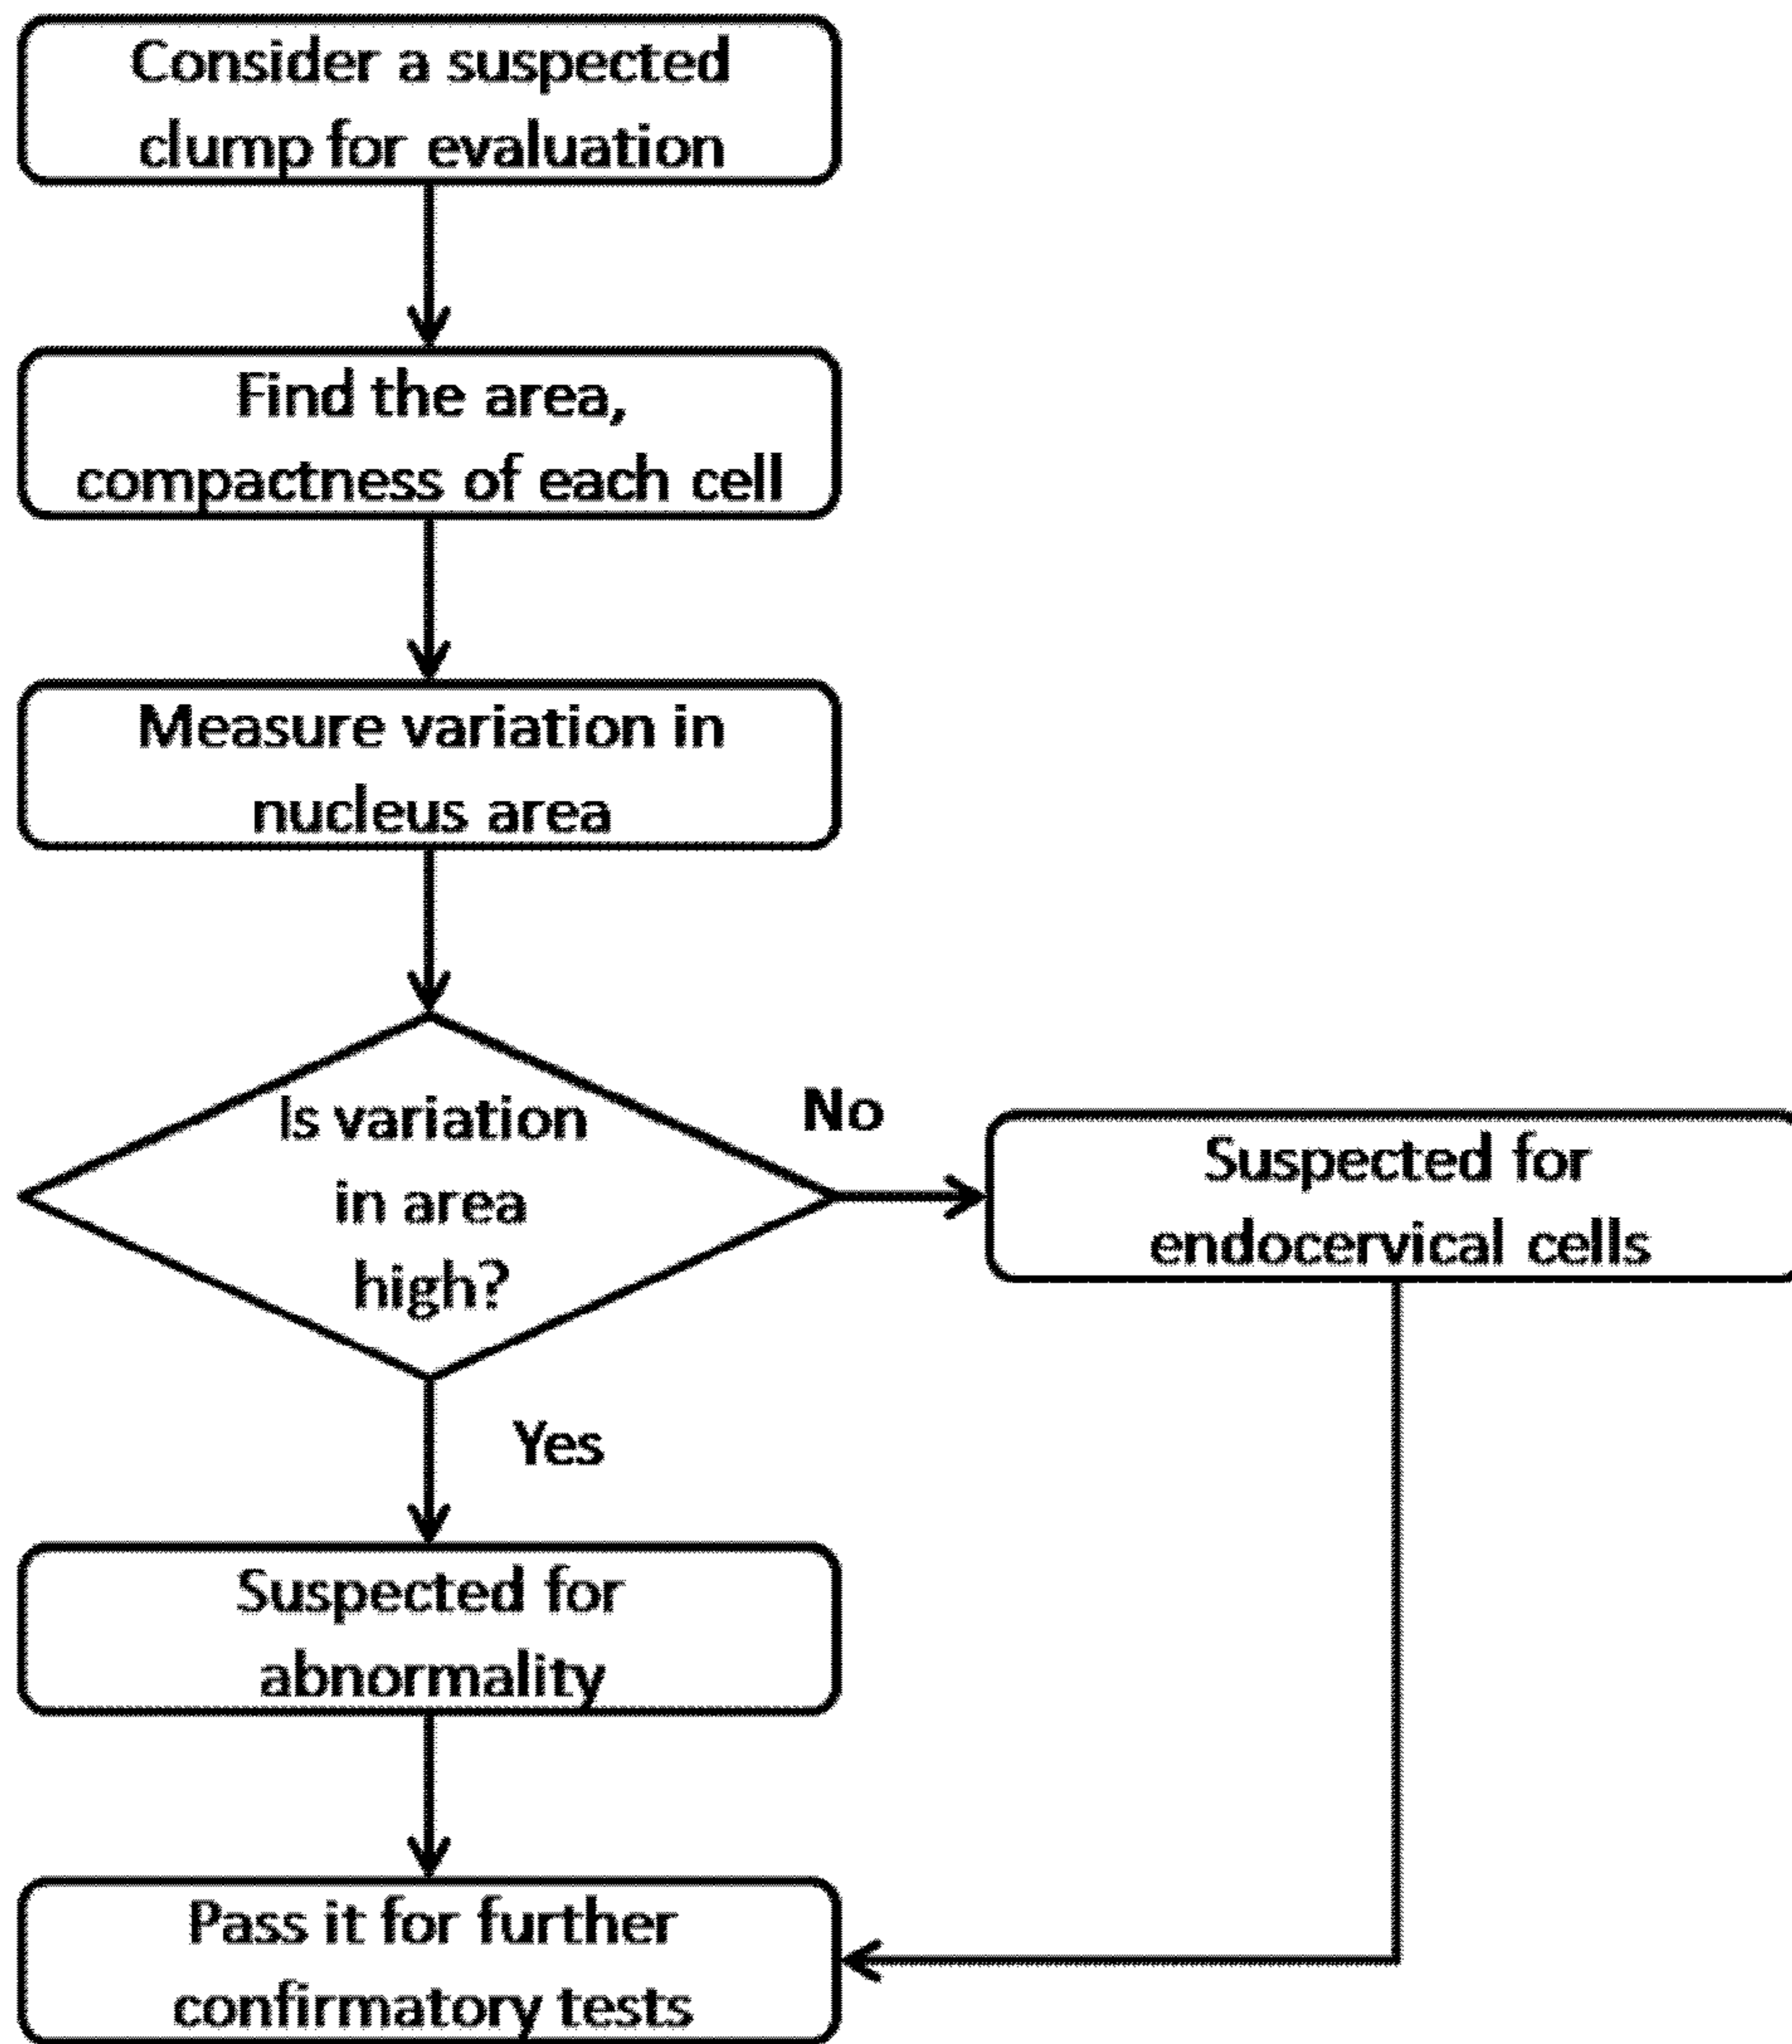 Consider a suspected
clump for evaluation
Find the area,
compactness of each cell
Measure variation in
nucleus area
Is variation
in area
high?
No
Suspected for
endocervical cells
Yes
Suspected for
abnormality
Pass it for further
confirmatory tests